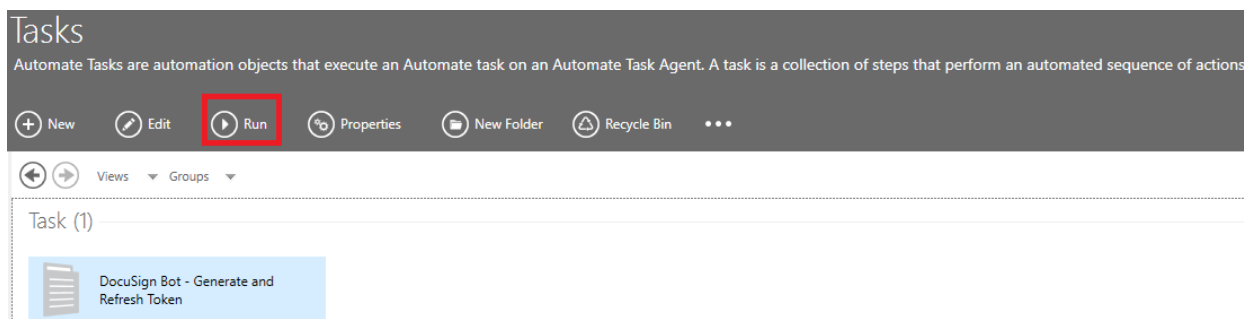 Tasks
Automate Tasks are automation objects that execute an Automate task on an Automate Task Agent. A task is a collection of steps that perform an automated sequence of actions
New Edit Run Properties New Folder Recycle Bin •••
Views Groups
Task (1)
DocuSign Bot - Generate and
Refresh Token